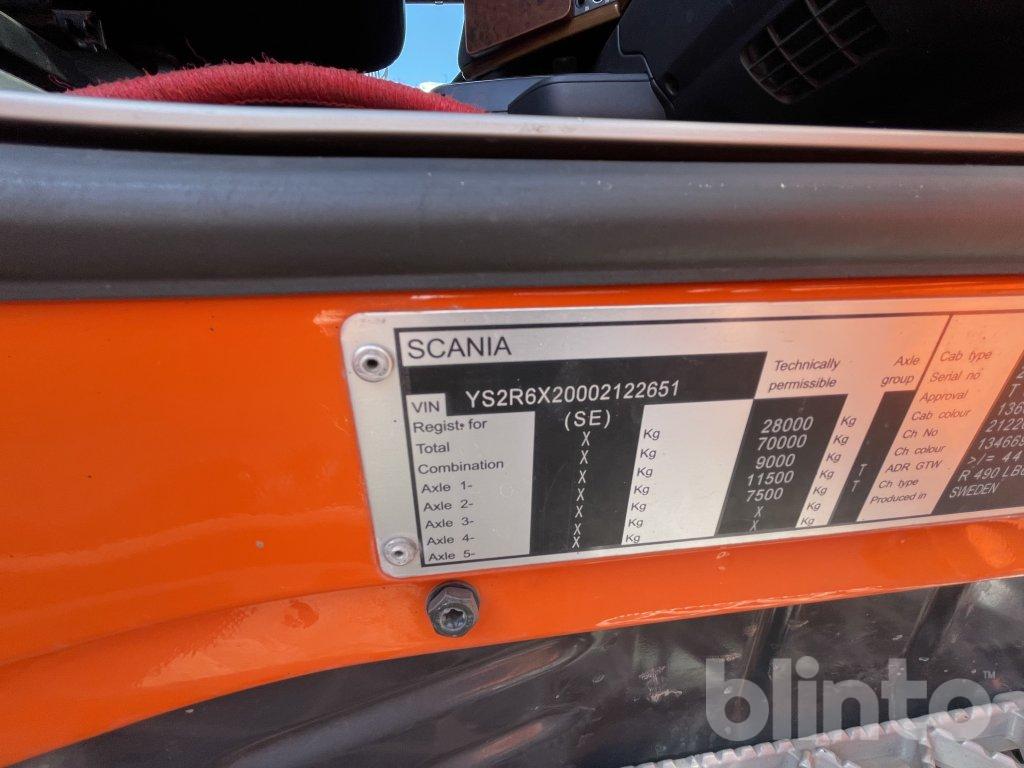 SCANIA
VIN YS2R6X20002122651
Regist. for (SE) Technically permissible Axle group
Total X Kg 28000 Kg
Combination X Kg 70000 Kg
Axle 1- X Kg 9000 Kg
Axle 2- X Kg 11500 Kg T
Axle 3- X Kg 7500 Kg T
Axle 4- X Kg X Kg
Axle 5- X Kg X Kg
Cab type
Serial no
Approval
Cab colour
Ch No
Ch colour
ADR GTW >/= 44
Ch type R 490
Produced in SWEDEN
blinto™